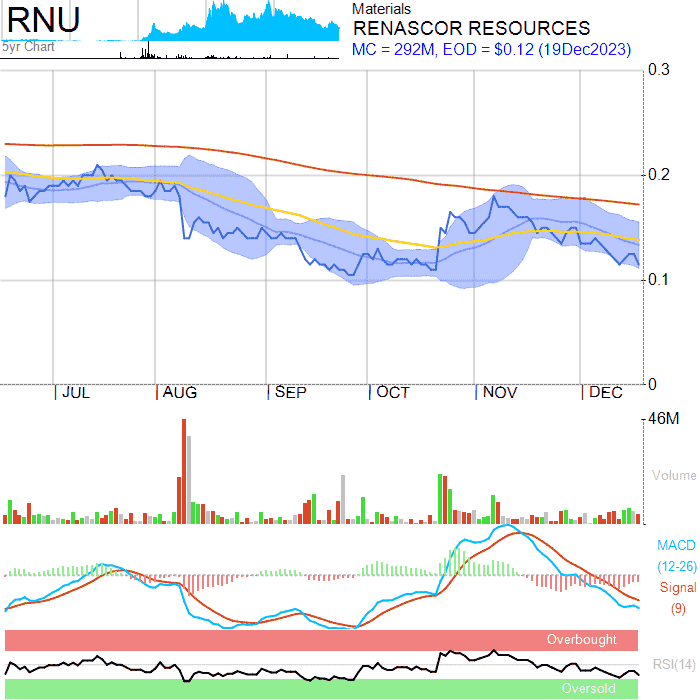 RNU
5yr Chart
Materials
RENASCOR RESOURCES
MC = 292M, EOD = $0.12 (19Dec2023)
0.3
0.2
0.1
0
JUL AUG SEP OCT NOV DEC
46M
Volume
MACD
(12-26)
Signal
(9)
Overbought
RSI(14)
Oversold